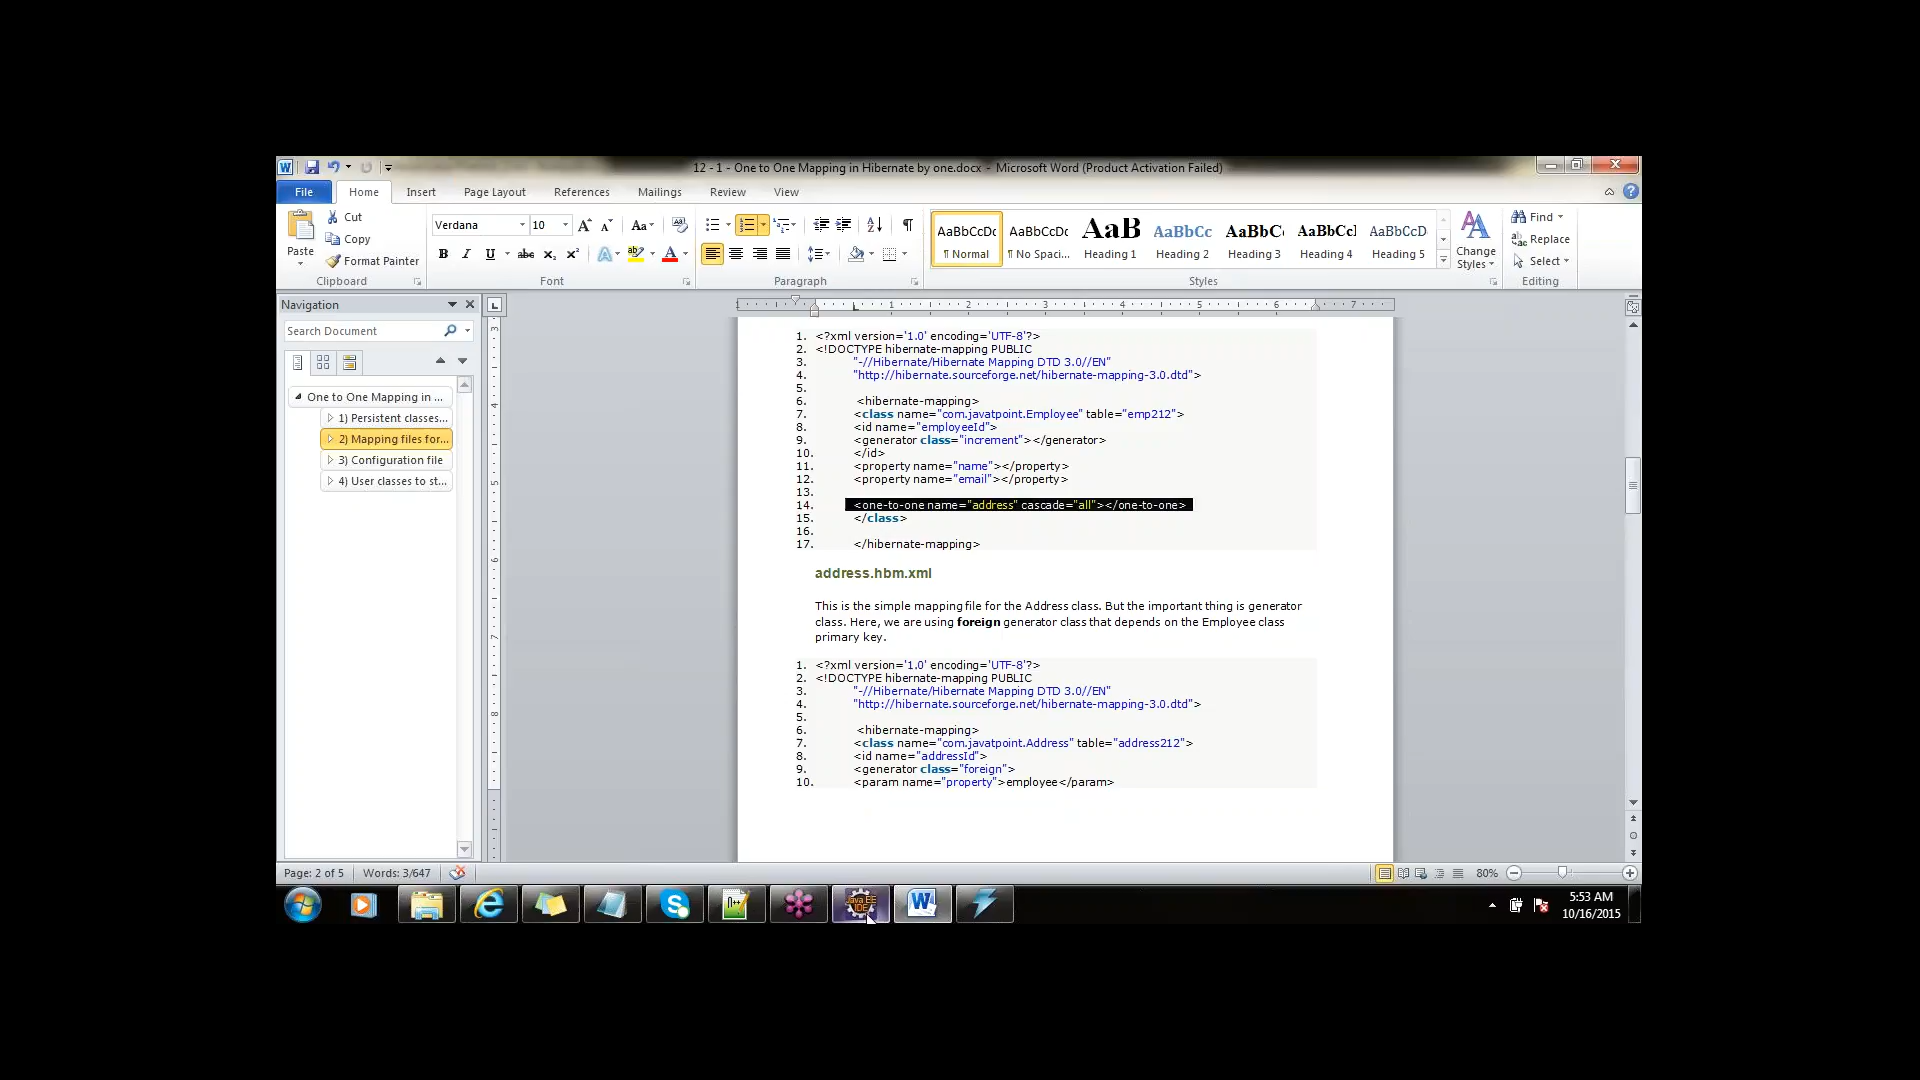 12 - 1 - One to One Mapping in Hibernate by one.docx - Microsoft Word (Product Activation Failed)
File Home Insert Page Layout References Mailings Review View
Paste
Cut
Copy
Format Painter
Clipboard
Verdana 10
Font
Paragraph
AaBbCcDc AaBbCcDc AaB AaBbCc AaBbC AaBbCcI AaBbCcD
¶ Normal ¶ No Spaci... Heading 1 Heading 2 Heading 3 Heading 4 Heading 5
Change Styles
Styles
Find
Replace
Select
Editing
Navigation
Search Document
One to One Mapping in ...
1) Persistent classes...
2) Mapping files for...
3) Configuration file
4) User classes to st...
1. <?xml version='1.0' encoding='UTF-8'?>
2. <!DOCTYPE hibernate-mapping PUBLIC
3. "-//Hibernate/Hibernate Mapping DTD 3.0//EN"
4. "http://hibernate.sourceforge.net/hibernate-mapping-3.0.dtd">
5.
6. <hibernate-mapping>
7. <class name="com.javatpoint.Employee" table="emp212">
8. <id name="employeeId">
9. <generator class="increment"></generator>
10. </id>
11. <property name="name"></property>
12. <property name="email"></property>
13.
14. <one-to-one name="address" cascade="all"></one-to-one>
15. </class>
16.
17. </hibernate-mapping>
address.hbm.xml
This is the simple mapping file for the Address class. But the important thing is generator
class. Here, we are using foreign generator class that depends on the Employee class
primary key.
1. <?xml version='1.0' encoding='UTF-8'?>
2. <!DOCTYPE hibernate-mapping PUBLIC
3. "-//Hibernate/Hibernate Mapping DTD 3.0//EN"
4. "http://hibernate.sourceforge.net/hibernate-mapping-3.0.dtd">
5.
6. <hibernate-mapping>
7. <class name="com.javatpoint.Address" table="address212">
8. <id name="addressId">
9. <generator class="foreign">
10. <param name="property">employee</param>
Page: 2 of 5 Words: 3/647 80%
Java EE IDE
5:53 AM
10/16/2015